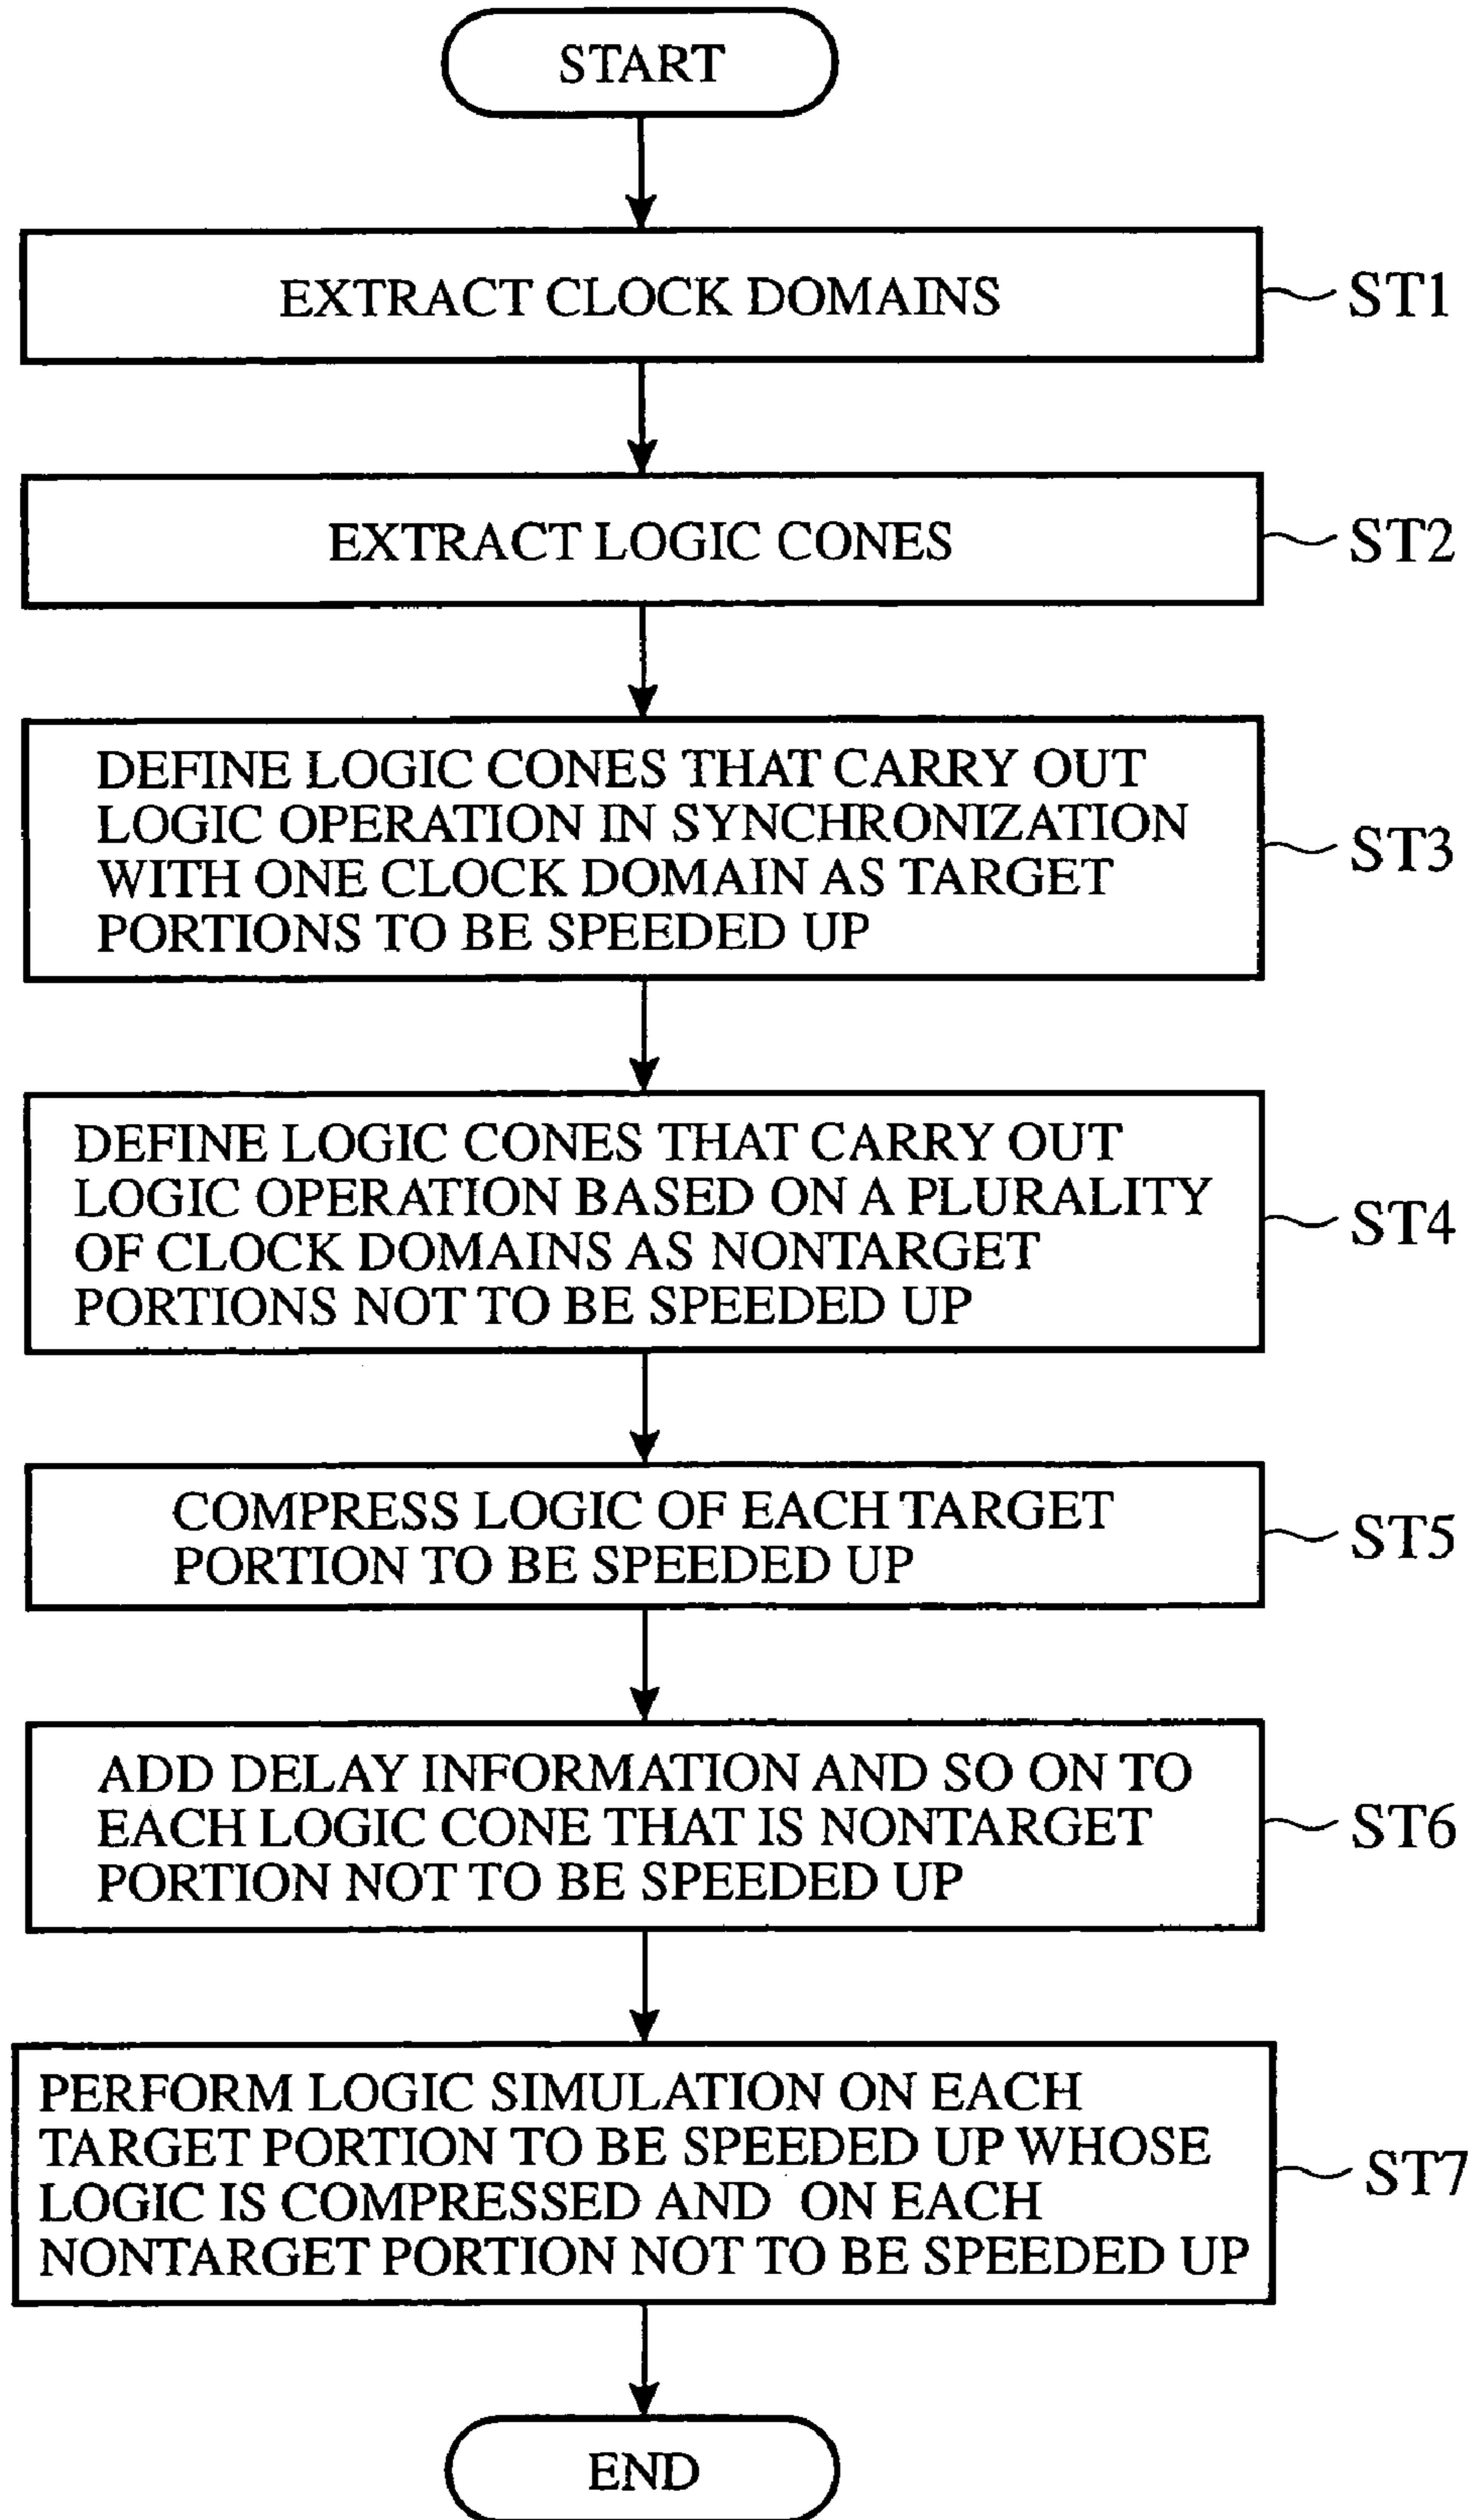 START
EXTRACT CLOCK DOMAINS
ST1
EXTRACT LOGIC CONES
ST2
DEFINE LOGIC CONES THAT CARRY OUT
LOGIC OPERATION IN SYNCHRONIZATION
WITH ONE CLOCK DOMAIN AS TARGET
PORTIONS TO BE SPEEDED UP
ST3
DEFINE LOGIC CONES THAT CARRY OUT
LOGIC OPERATION BASED ON A PLURALITY
OF CLOCK DOMAINS AS NONTARGET
PORTIONS NOT TO BE SPEEDED UP
ST4
COMPRESS LOGIC OF EACH TARGET
PORTION TO BE SPEEDED UP
ST5
ADD DELAY INFORMATION AND SO ON TO
EACH LOGIC CONE THAT IS NONTARGET
PORTION NOT TO BE SPEEDED UP
ST6
PERFORM LOGIC SIMULATION ON EACH
TARGET PORTION TO BE SPEEDED UP WHOSE
LOGIC IS COMPRESSED AND ON EACH
NONTARGET PORTION NOT TO BE SPEEDED UP
ST7
END